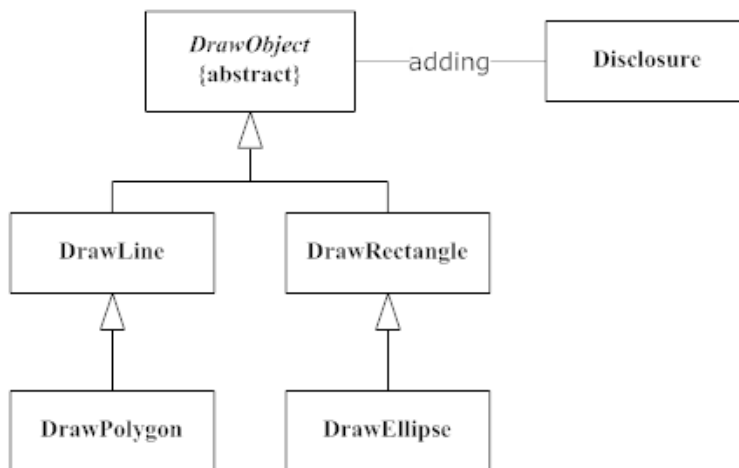 DrawObject
{abstract}
adding
Disclosure
DrawLine
DrawRectangle
DrawPolygon
DrawEllipse